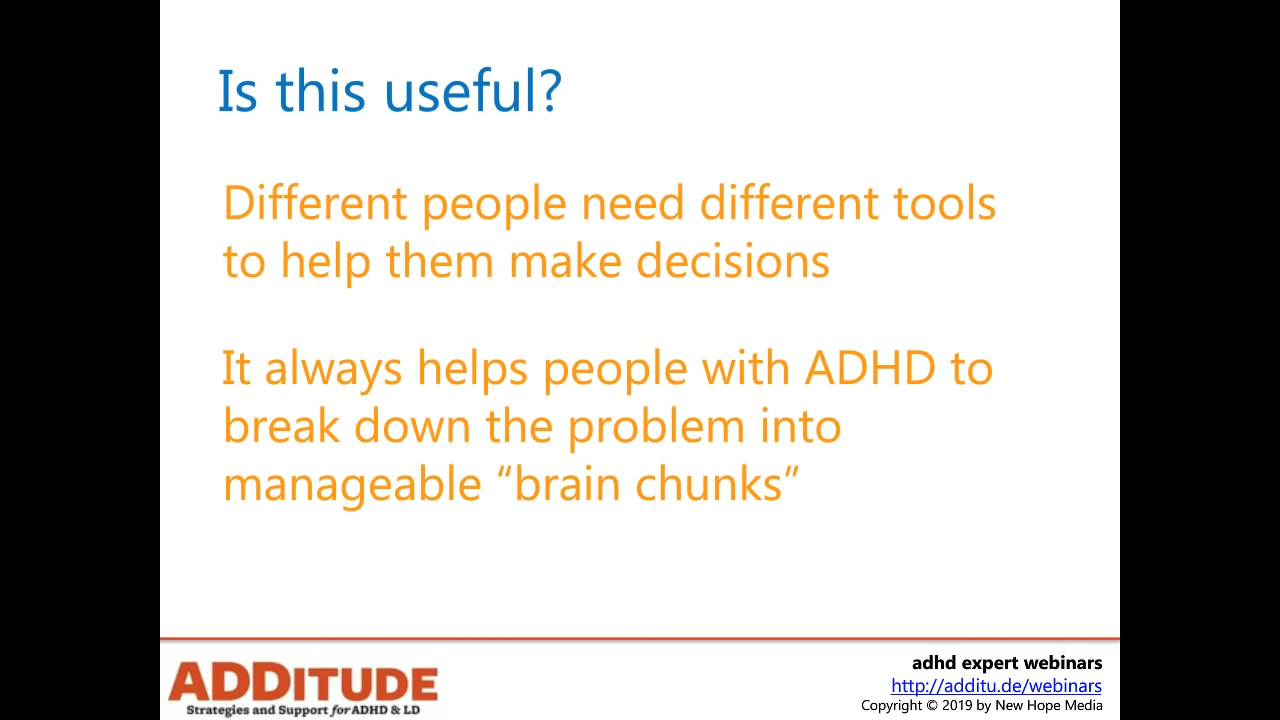 Is this useful?
Different people need different tools
to help them make decisions
It always helps people with ADHD to
break down the problem into
manageable “brain chunks”
ADDITUDE
Strategies and Support for ADHD & LD
adhd expert webinars
http://additu.de/webinars
Copyright © 2019 by New Hope Media